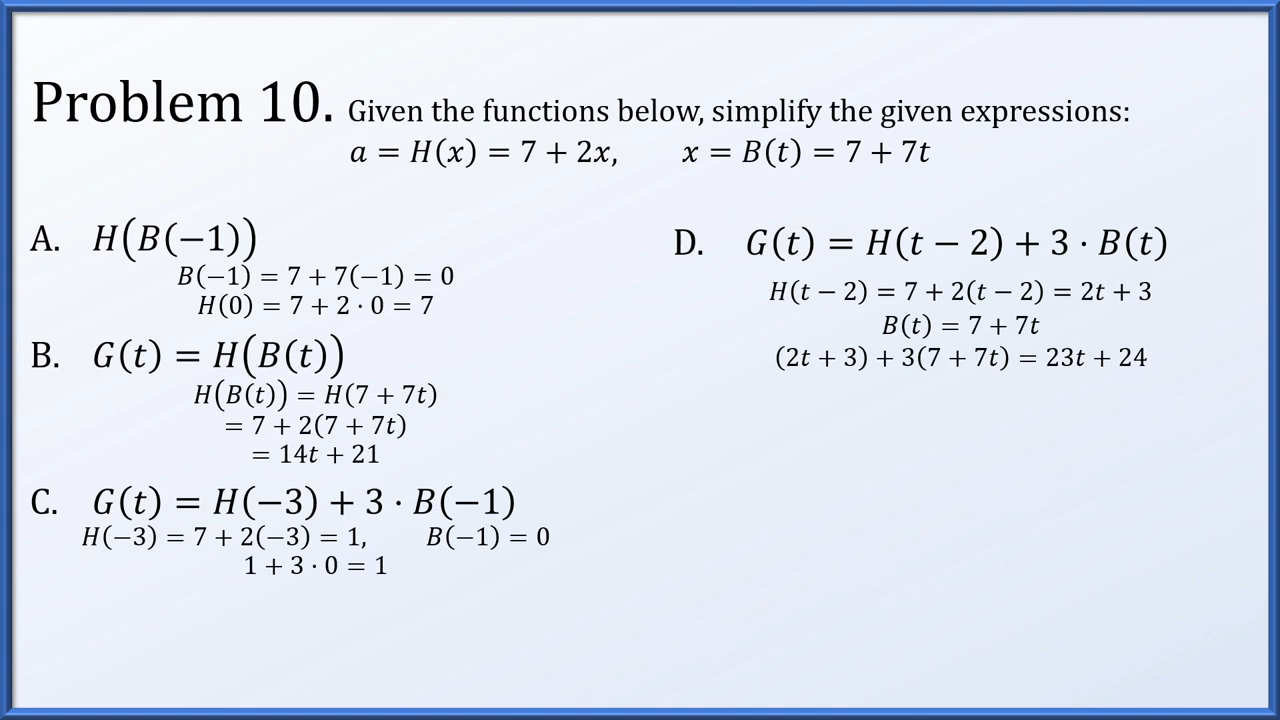 Problem 10. Given the functions below, simplify the given expressions:
a = H(x) = 7 + 2x, x = B(t) = 7 + 7t
A. H(B(−1))
B(−1) = 7 + 7(−1) = 0
H(0) = 7 + 2 · 0 = 7
B. G(t) = H(B(t))
H(B(t)) = H(7 + 7t)
= 7 + 2(7 + 7t)
= 14t + 21
C. G(t) = H(−3) + 3 · B(−1)
H(−3) = 7 + 2(−3) = 1, B(−1) = 0
1 + 3 · 0 = 1
D. G(t) = H(t − 2) + 3 · B(t)
H(t − 2) = 7 + 2(t − 2) = 2t + 3
B(t) = 7 + 7t
(2t + 3) + 3(7 + 7t) = 23t + 24